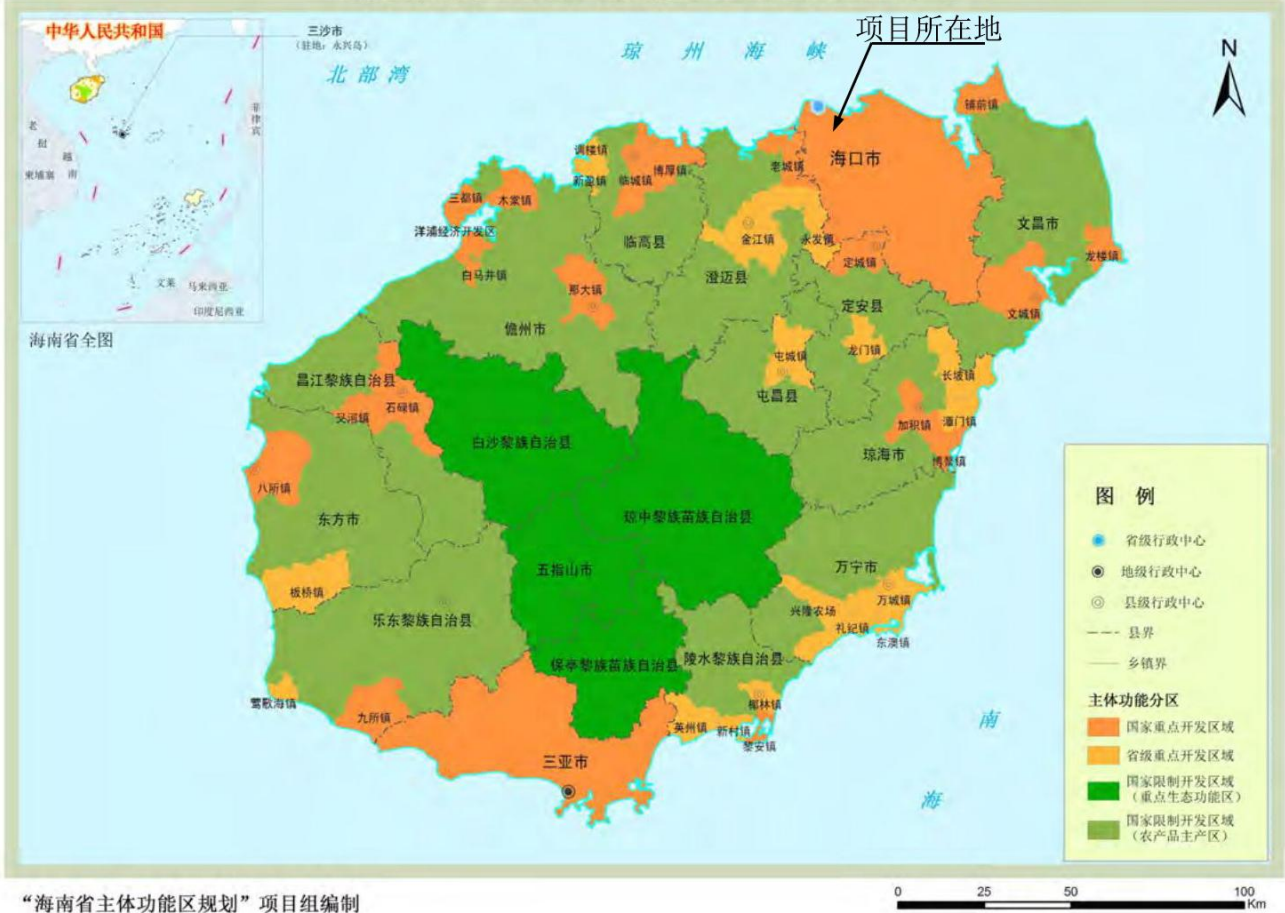 项目所在地
中华人民共和国
三沙市
（驻地：永兴岛）
菲律宾
老挝
越南
柬埔寨
文莱
马来西亚
印度尼西亚
海南省全图
北部湾
琼州海峡
N
铺前镇
海口市
调楼镇
新盈镇
临城镇
博厚镇
老城镇
三都镇
木棠镇
洋浦经济开发区
白马井镇
临高县
金江镇
永发镇
定城镇
文昌市
龙楼镇
澄迈县
那大镇
儋州市
定安县
文城镇
屯城镇
龙门镇
长坡镇
昌江黎族自治县
石碌镇
叉河镇
屯昌县
加积镇
潭门镇
白沙黎族自治县
琼海市
博鳌镇
八所镇
东方市
琼中黎族苗族自治县
五指山市
万宁市
板桥镇
兴隆农场
万城镇
礼纪镇
东澳镇
乐东黎族自治县
保亭黎族苗族自治县
陵水黎族自治县
莺歌海镇
九所镇
椰林镇
英州镇
新村镇
黎安镇
三亚市
南海
图 例
省级行政中心
地级行政中心
县级行政中心
县界
乡镇界
主体功能分区
国家重点开发区域
省级重点开发区域
国家限制开发区域
（重点生态功能区）
国家限制开发区域
（农产品主产区）
“海南省主体功能区规划”项目组编制
0 25 50 100
Km